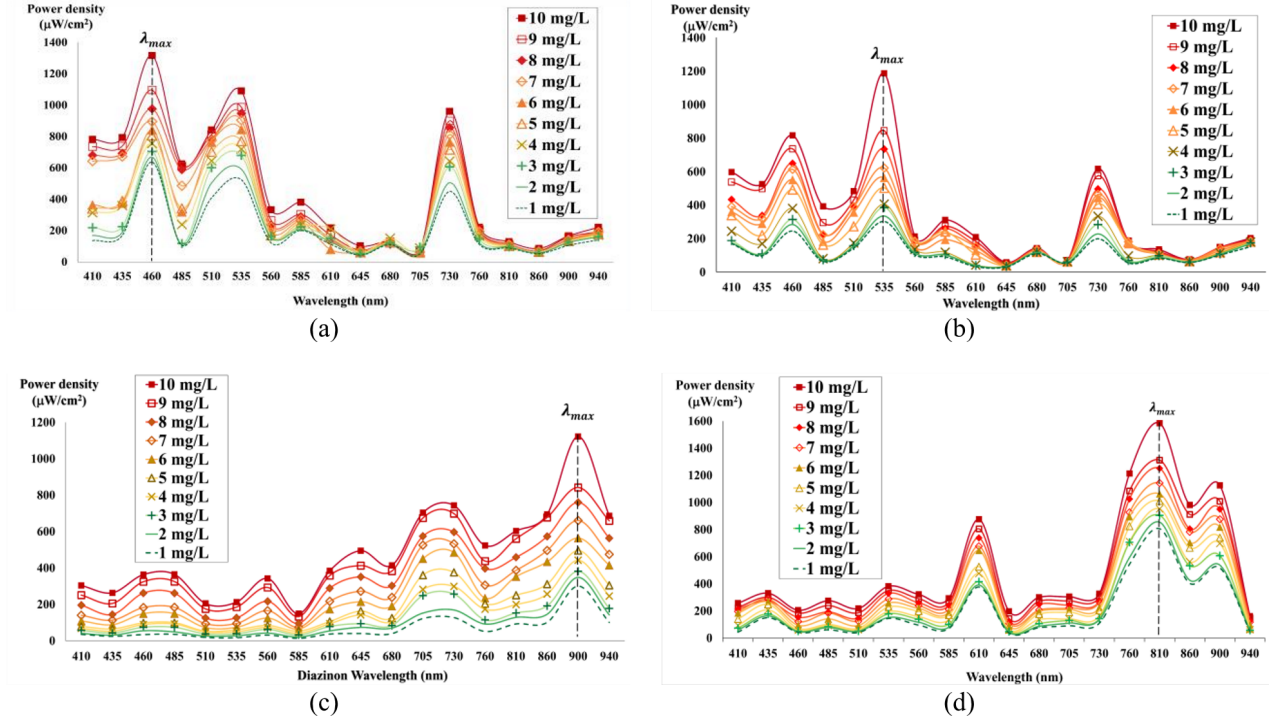 Power density
(μW/cm²)
1400
1200
1000
800
600
400
200
0
λmax
10 mg/L
9 mg/L
8 mg/L
7 mg/L
6 mg/L
5 mg/L
4 mg/L
3 mg/L
2 mg/L
1 mg/L
410 435 460 485 510 535 560 585 610 645 680 705 730 760 810 860 900 940
Wavelength (nm)
(a)
Power density
(μW/cm²)
1400
1200
1000
800
600
400
200
0
λmax
10 mg/L
9 mg/L
8 mg/L
7 mg/L
6 mg/L
5 mg/L
4 mg/L
3 mg/L
2 mg/L
1 mg/L
410 435 460 485 510 535 560 585 610 645 680 705 730 760 810 860 900 940
Wavelength (nm)
(b)
Power density
(μW/cm²)
1200
1000
800
600
400
200
0
10 mg/L
9 mg/L
8 mg/L
7 mg/L
6 mg/L
5 mg/L
4 mg/L
3 mg/L
2 mg/L
1 mg/L
λmax
410 435 460 485 510 535 560 585 610 645 680 705 730 760 810 860 900 940
Diazinon Wavelength (nm)
(c)
Power density
(μW/cm²)
1600
1400
1200
1000
800
600
400
200
0
10 mg/L
9 mg/L
8 mg/L
7 mg/L
6 mg/L
5 mg/L
4 mg/L
3 mg/L
2 mg/L
1 mg/L
λmax
410 435 460 485 510 535 560 585 610 645 680 705 730 760 810 860 900 940
Wavelength (nm)
(d)